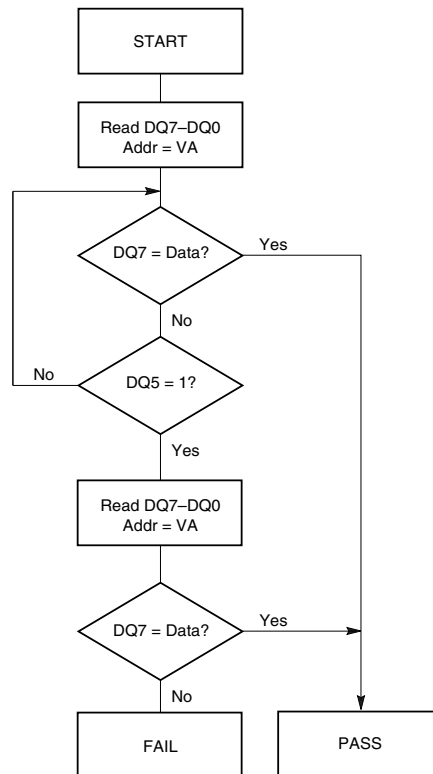 START
Read DQ7–DQ0
Addr = VA
DQ7 = Data?
Yes
No
No
DQ5 = 1?
Yes
Read DQ7–DQ0
Addr = VA
DQ7 = Data?
Yes
No
FAIL
PASS